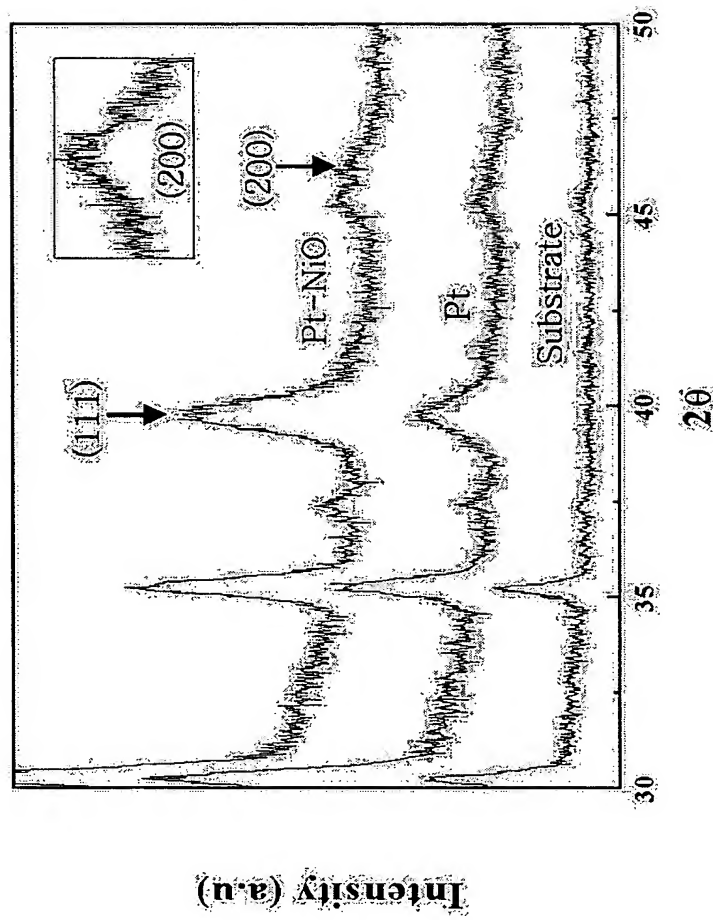 (200)
(111)
(200)
Pt-NiO
Pt
Substrate
30
35
40
45
50
2θ
Intensity (a.u)